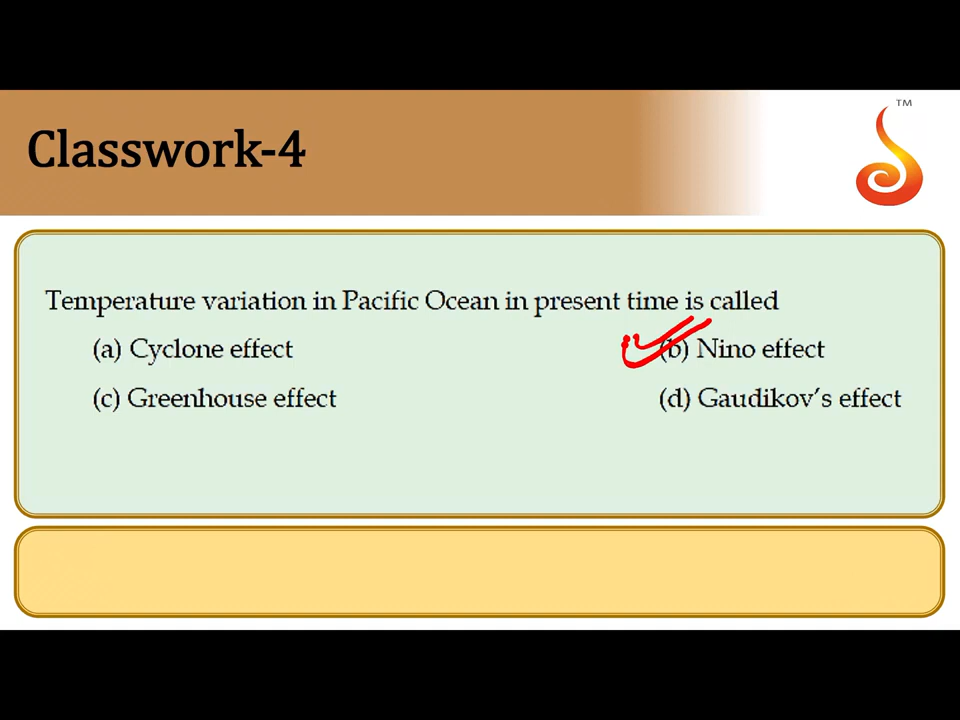 TM
Classwork-4
Temperature variation in Pacific Ocean in present time is called
(a) Cyclone effect (b) Nino effect
(c) Greenhouse effect (d) Gaudikov's effect